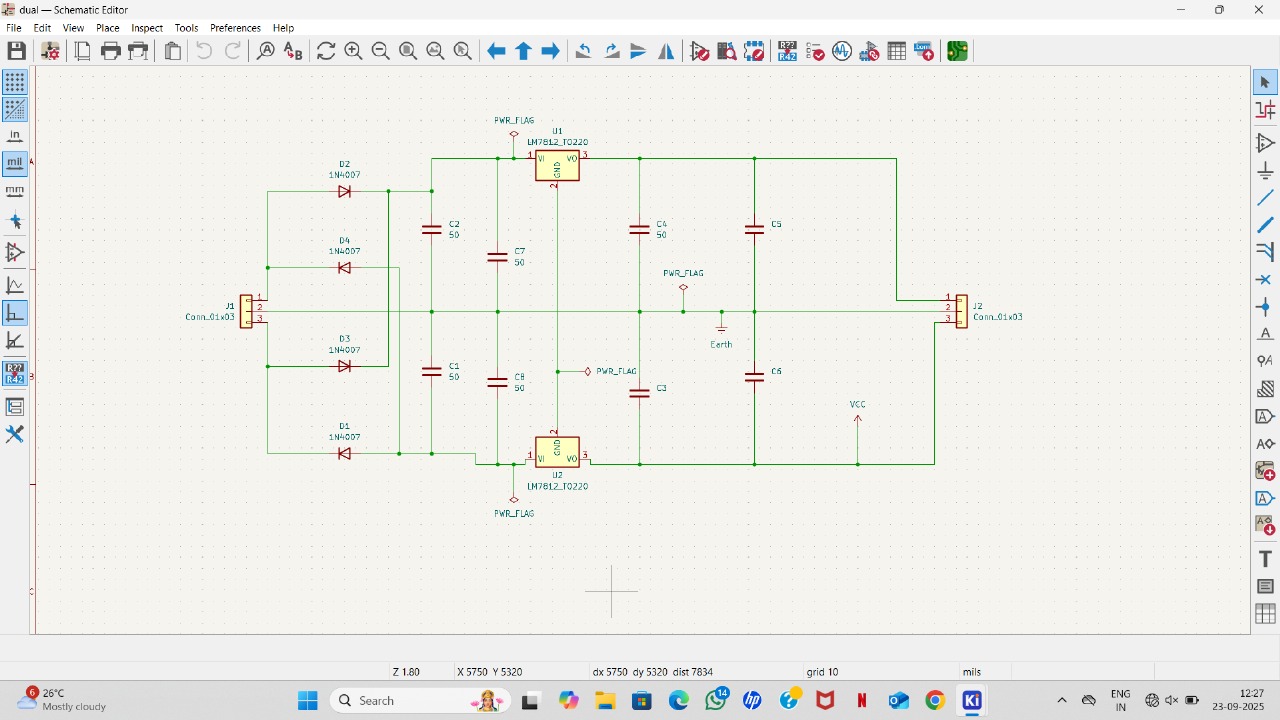 dual — Schematic Editor
File Edit View Place Inspect Tools Preferences Help
in
mil
mm
R??
R42
A
B
C
PWR_FLAG
U1
LM7812_TO220
1 VI VO 3
GND
2
D2
1N4007
D4
1N4007
D3
1N4007
D1
1N4007
J1
Conn_01x03
1
2
3
C2
50
C7
50
C1
50
C8
50
C4
50
C5
PWR_FLAG
Earth
PWR_FLAG
C3
C6
VCC
J2
Conn_01x03
1
2
3
2
GND
1 VI VO 3
U2
LM7812_TO220
PWR_FLAG
Z 1.80 X 5750 Y 5320 dx 5750 dy 5320 dist 7834 grid 10 mils
6
26°C
Mostly cloudy
Search
14
Ki
ENG
IN
12:27
23-09-2025